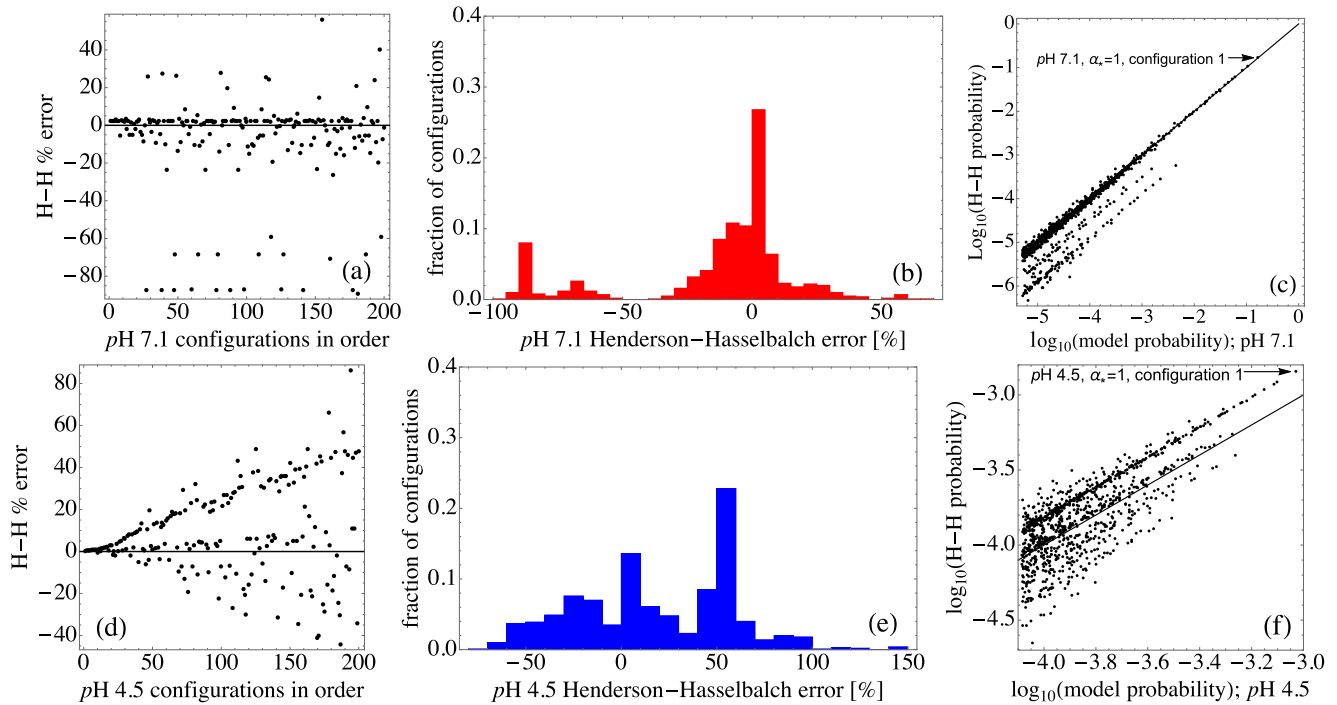 40
20
0
−20
−40
−60
−80
H−H % error
(a)
0 50 100 150 200
pH 7.1 configurations in order
0.4
0.3
0.2
0.1
0.0
fraction of configurations
(b)
−100 −50 0 50
pH 7.1 Henderson−Hasselbalch error [%]
0
−1
−2
−3
−4
−5
−6
Log10(H−H probability)
pH 7.1, α*=1, configuration 1
(c)
−5 −4 −3 −2 −1 0
log10(model probability); pH 7.1
80
60
40
20
0
−20
−40
H−H % error
(d)
0 50 100 150 200
pH 4.5 configurations in order
0.4
0.3
0.2
0.1
0.0
fraction of configurations
(e)
−50 0 50 100 150
pH 4.5 Henderson−Hasselbalch error [%]
−3.0
−3.5
−4.0
−4.5
log10(H−H probability)
pH 4.5, α*=1, configuration 1
(f)
−4.0 −3.8 −3.6 −3.4 −3.2 −3.0
log10(model probability); pH 4.5